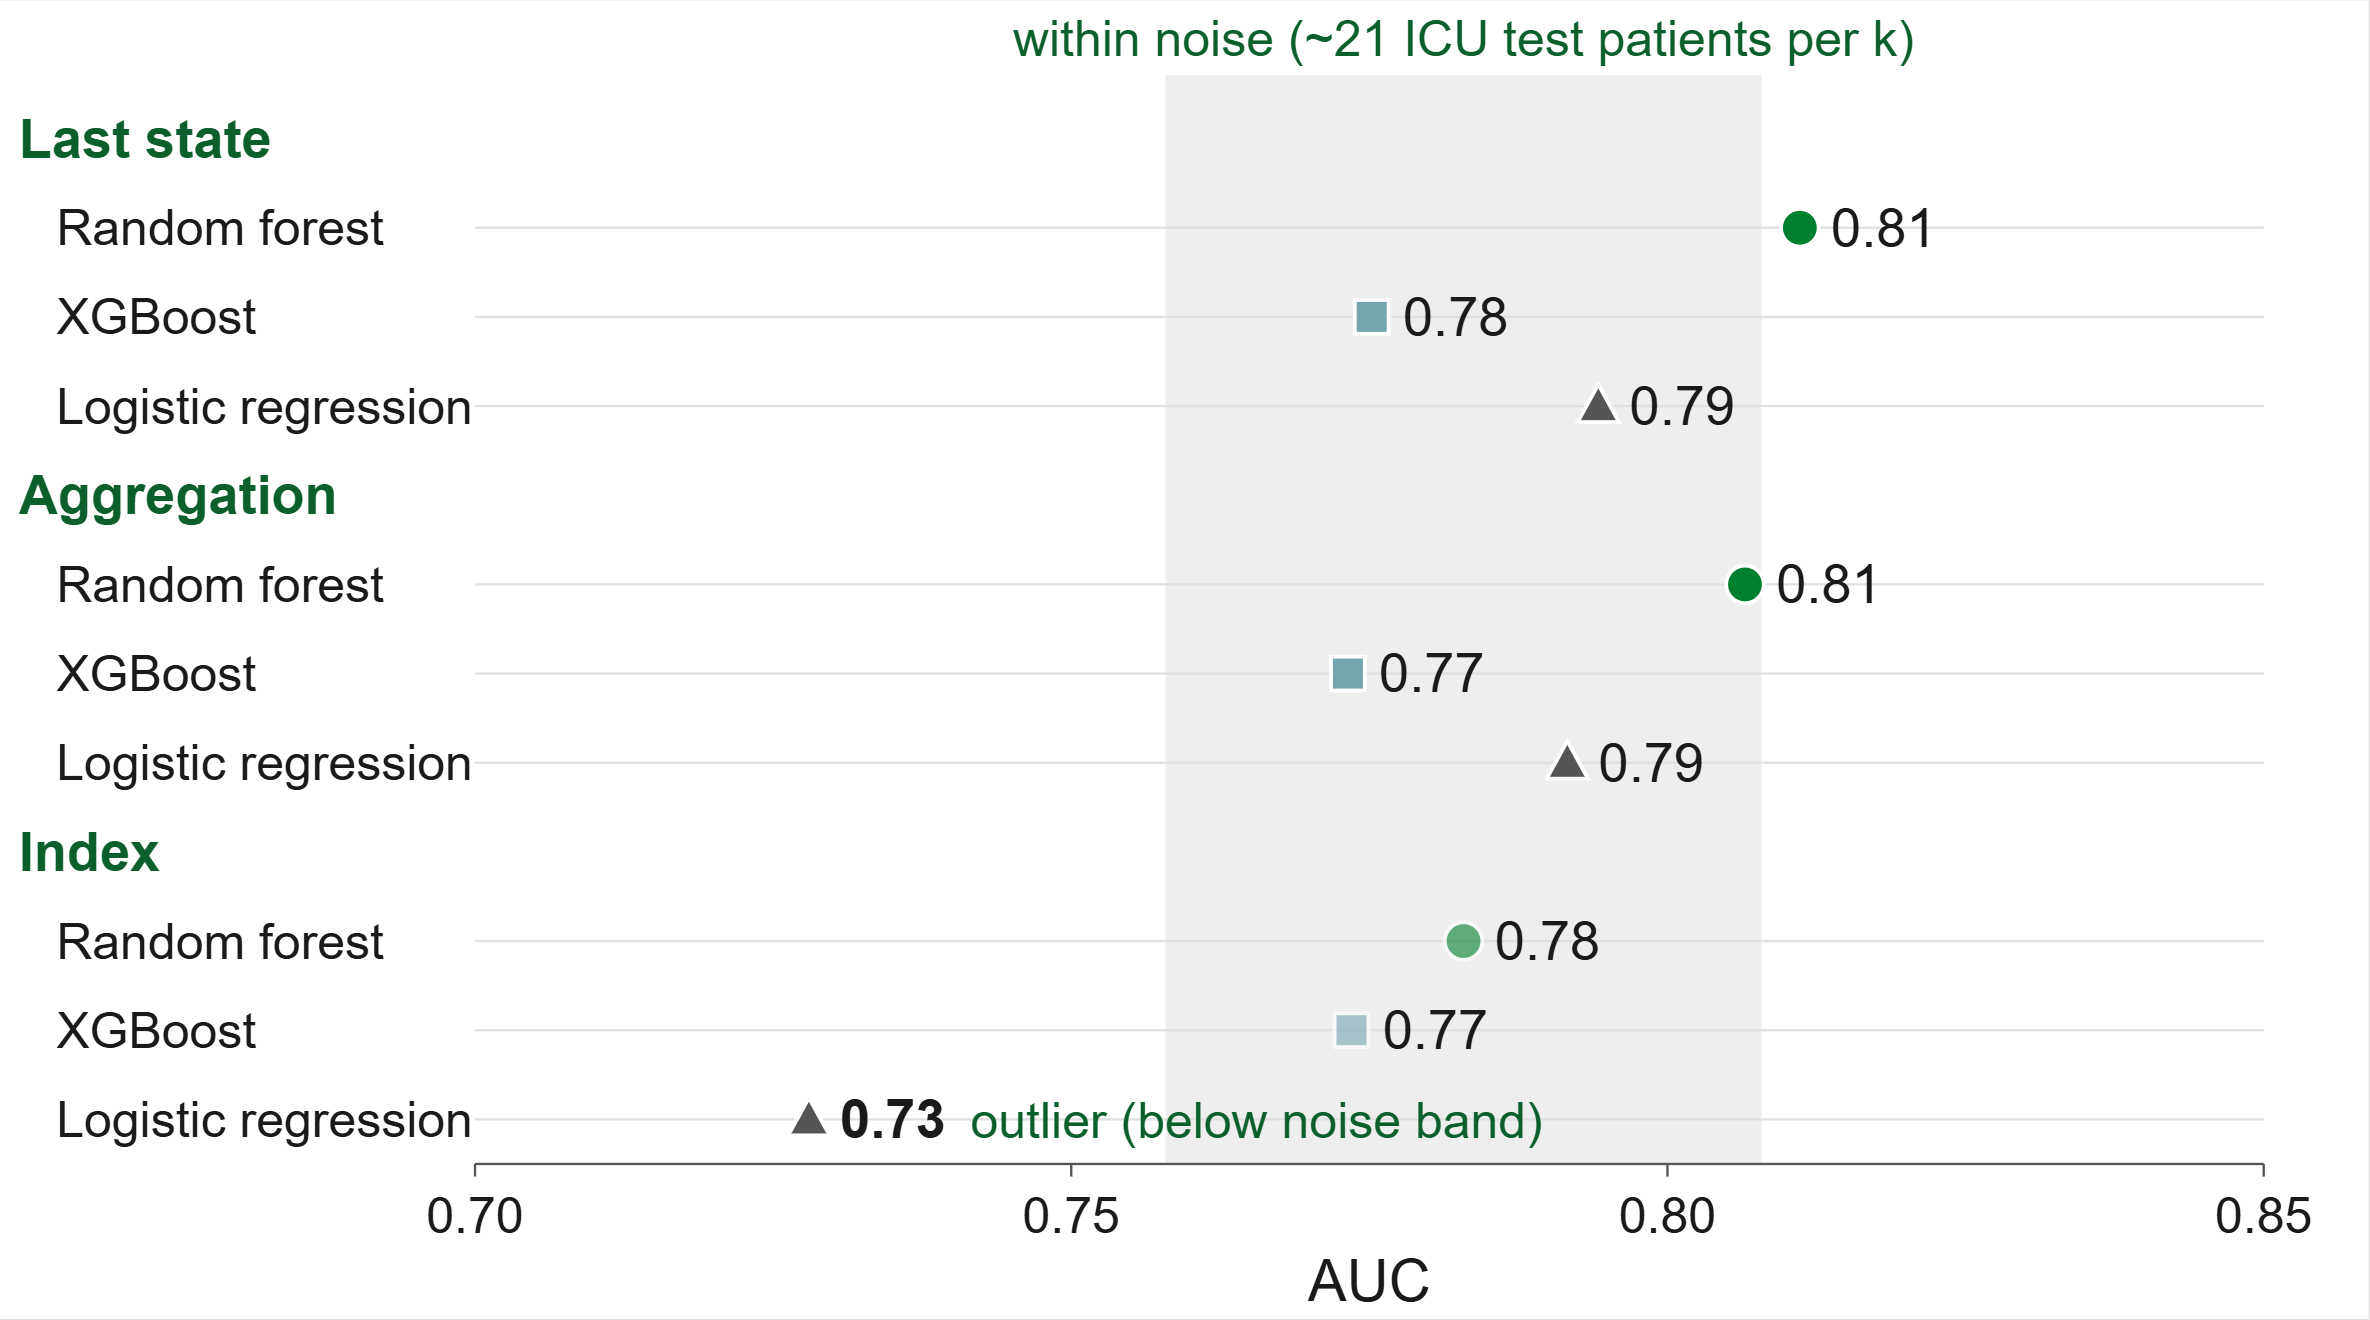 within noise (~21 ICU test patients per k)
Last state
Random forest 0.81
XGBoost 0.78
Logistic regression 0.79
Aggregation
Random forest 0.81
XGBoost 0.77
Logistic regression 0.79
Index
Random forest 0.78
XGBoost 0.77
Logistic regression 0.73 outlier (below noise band)
0.70 0.75 0.80 0.85
AUC